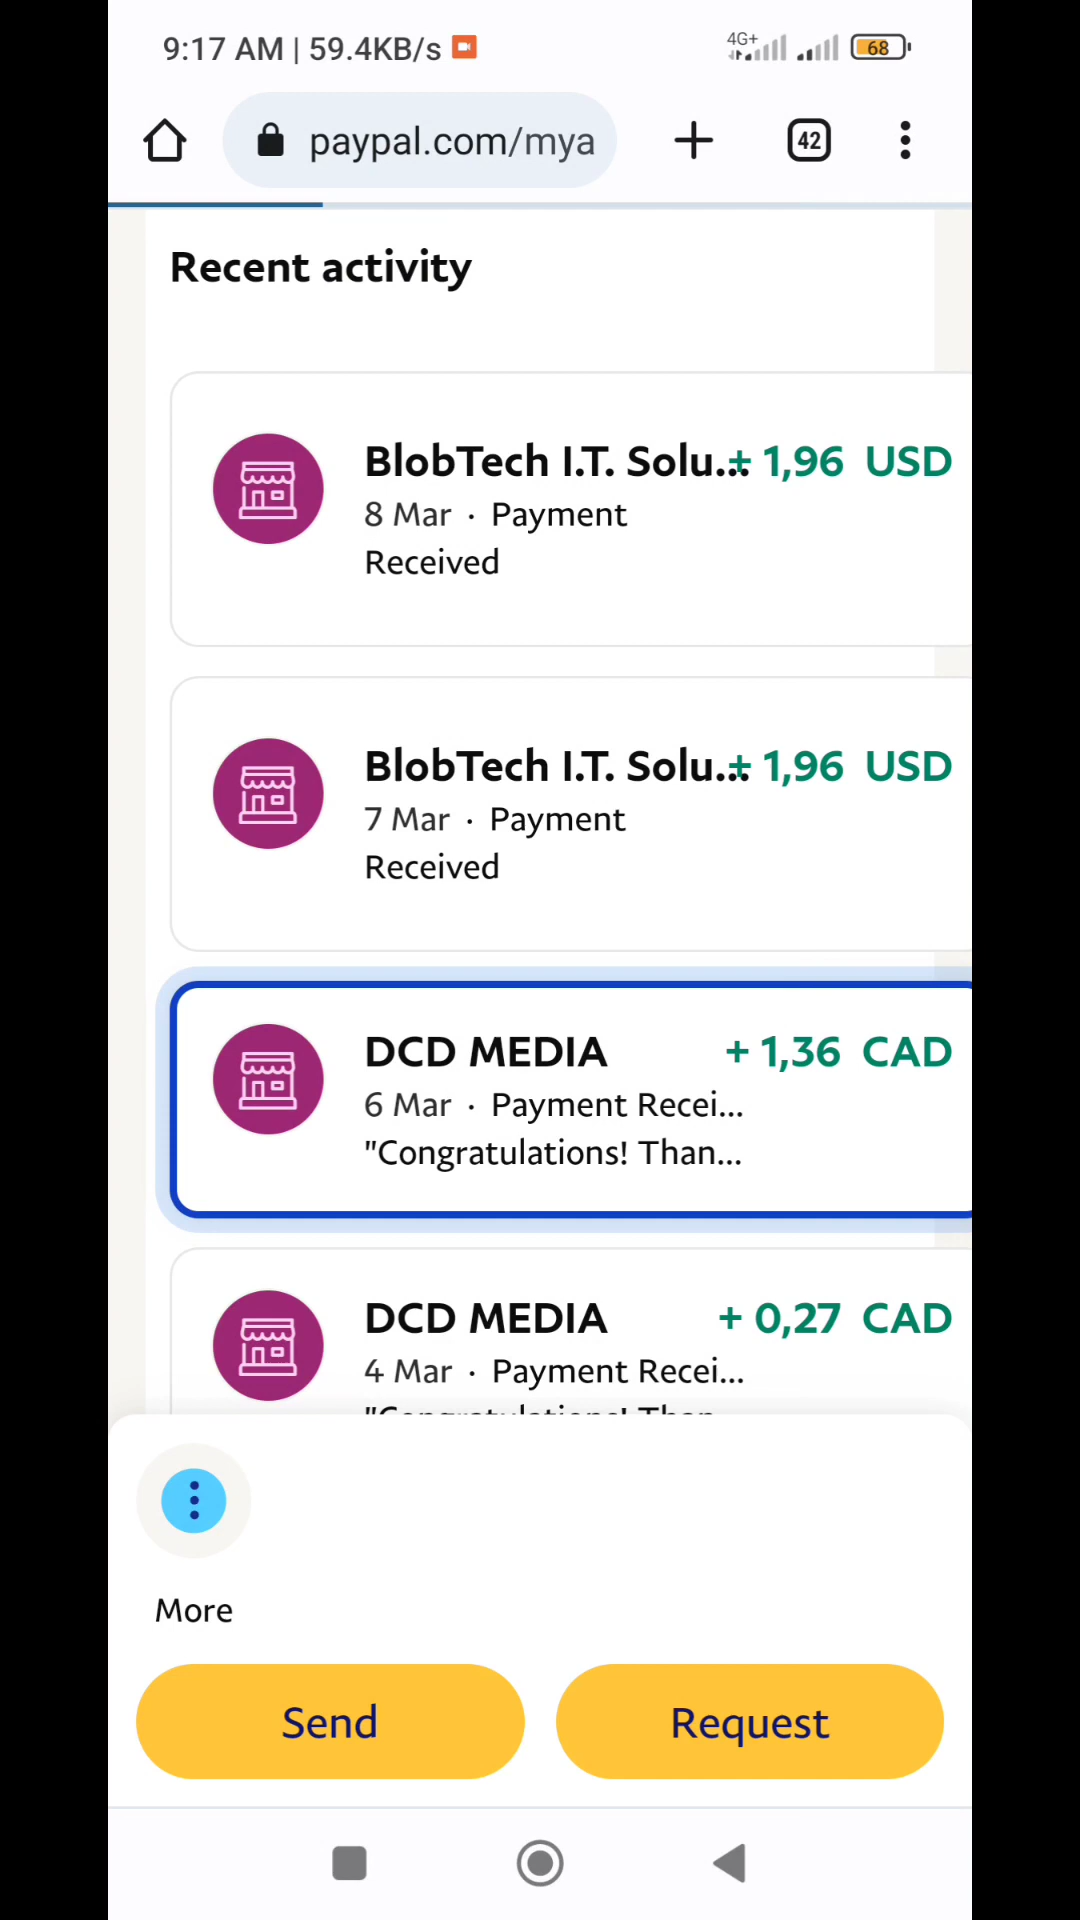 9:17 AM | 59.4KB/s
4G+
68
paypal.com/mya
42
Recent activity
BlobTech I.T. Solu... + 1,96 USD
8 Mar · Payment
Received
BlobTech I.T. Solu... + 1,96 USD
7 Mar · Payment
Received
DCD MEDIA + 1,36 CAD
6 Mar · Payment Recei...
"Congratulations! Than...
DCD MEDIA + 0,27 CAD
4 Mar · Payment Recei...
"Congratulations! Than
More
Send Request